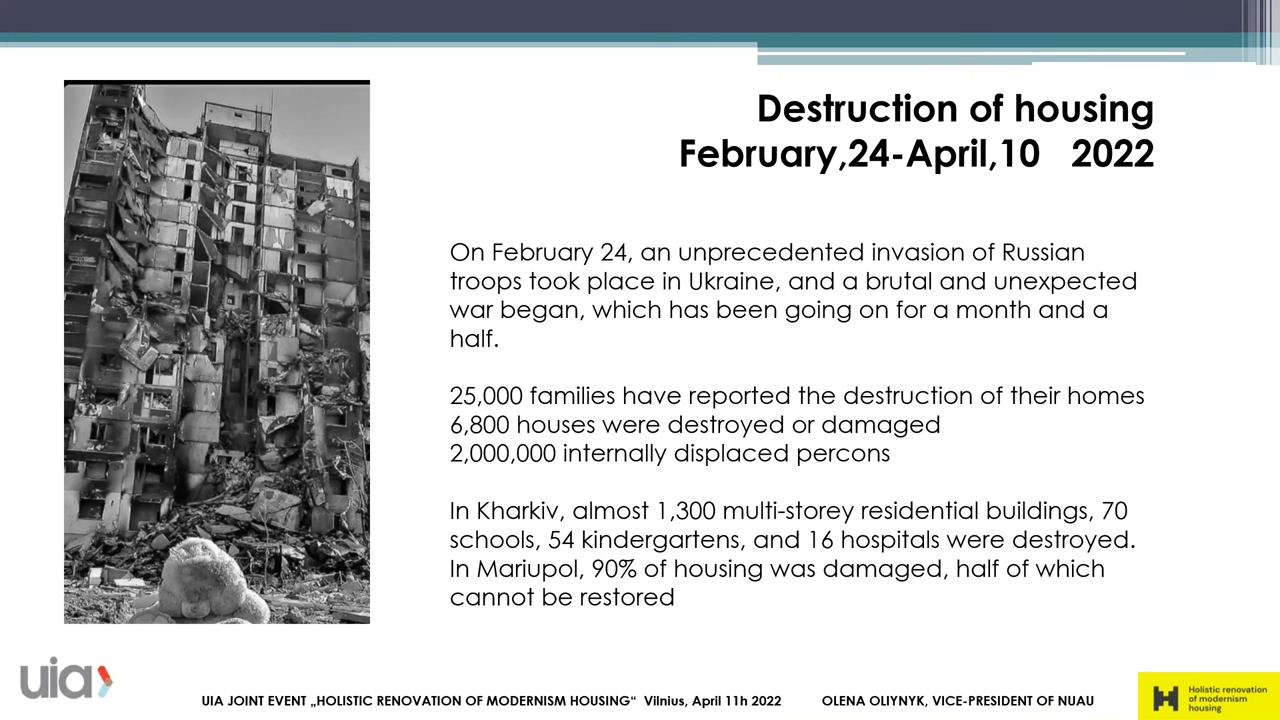 Destruction of housing
February,24-April,10 2022
On February 24, an unprecedented invasion of Russian
troops took place in Ukraine, and a brutal and unexpected
war began, which has been going on for a month and a
half.
25,000 families have reported the destruction of their homes
6,800 houses were destroyed or damaged
2,000,000 internally displaced percons
In Kharkiv, almost 1,300 multi-storey residential buildings, 70
schools, 54 kindergartens, and 16 hospitals were destroyed.
In Mariupol, 90% of housing was damaged, half of which
cannot be restored
uia
UIA JOINT EVENT „HOLISTIC RENOVATION OF MODERNISM HOUSING“ Vilnius, April 11h 2022 OLENA OLIYNYK, VICE-PRESIDENT OF NUAU
Holistic renovation
of modernism
housing